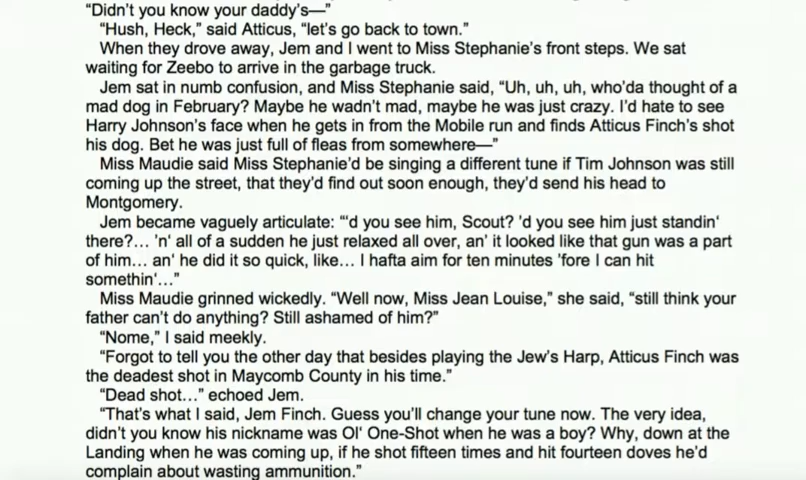 “Didn't you know your daddy's—”
“Hush, Heck,” said Atticus, “let's go back to town.”
When they drove away, Jem and I went to Miss Stephanie's front steps. We sat
waiting for Zeebo to arrive in the garbage truck.
Jem sat in numb confusion, and Miss Stephanie said, “Uh, uh, uh, who'da thought of a
mad dog in February? Maybe he wadn't mad, maybe he was just crazy. I'd hate to see
Harry Johnson's face when he gets in from the Mobile run and finds Atticus Finch's shot
his dog. Bet he was just full of fleas from somewhere—”
Miss Maudie said Miss Stephanie'd be singing a different tune if Tim Johnson was still
coming up the street, that they'd find out soon enough, they'd send his head to
Montgomery.
Jem became vaguely articulate: “'d you see him, Scout? 'd you see him just standin'
there?... 'n' all of a sudden he just relaxed all over, an' it looked like that gun was a part
of him... an' he did it so quick, like... I hafta aim for ten minutes 'fore I can hit
somethin'...”
Miss Maudie grinned wickedly. “Well now, Miss Jean Louise,” she said, “still think your
father can't do anything? Still ashamed of him?”
“Nome,” I said meekly.
“Forgot to tell you the other day that besides playing the Jew's Harp, Atticus Finch was
the deadest shot in Maycomb County in his time.”
“Dead shot...” echoed Jem.
“That's what I said, Jem Finch. Guess you'll change your tune now. The very idea,
didn't you know his nickname was Ol' One-Shot when he was a boy? Why, down at the
Landing when he was coming up, if he shot fifteen times and hit fourteen doves he'd
complain about wasting ammunition.”